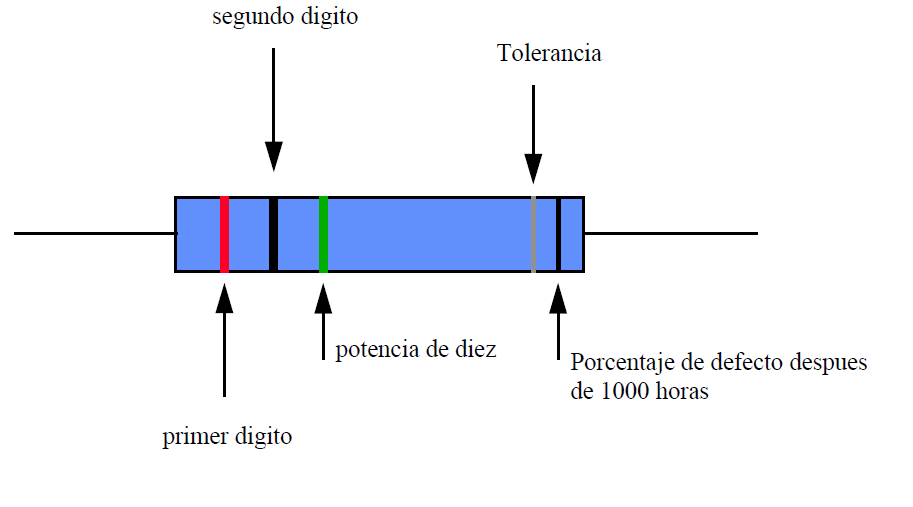 segundo digito
Tolerancia
potencia de diez
Porcentaje de defecto despues
de 1000 horas
primer digito